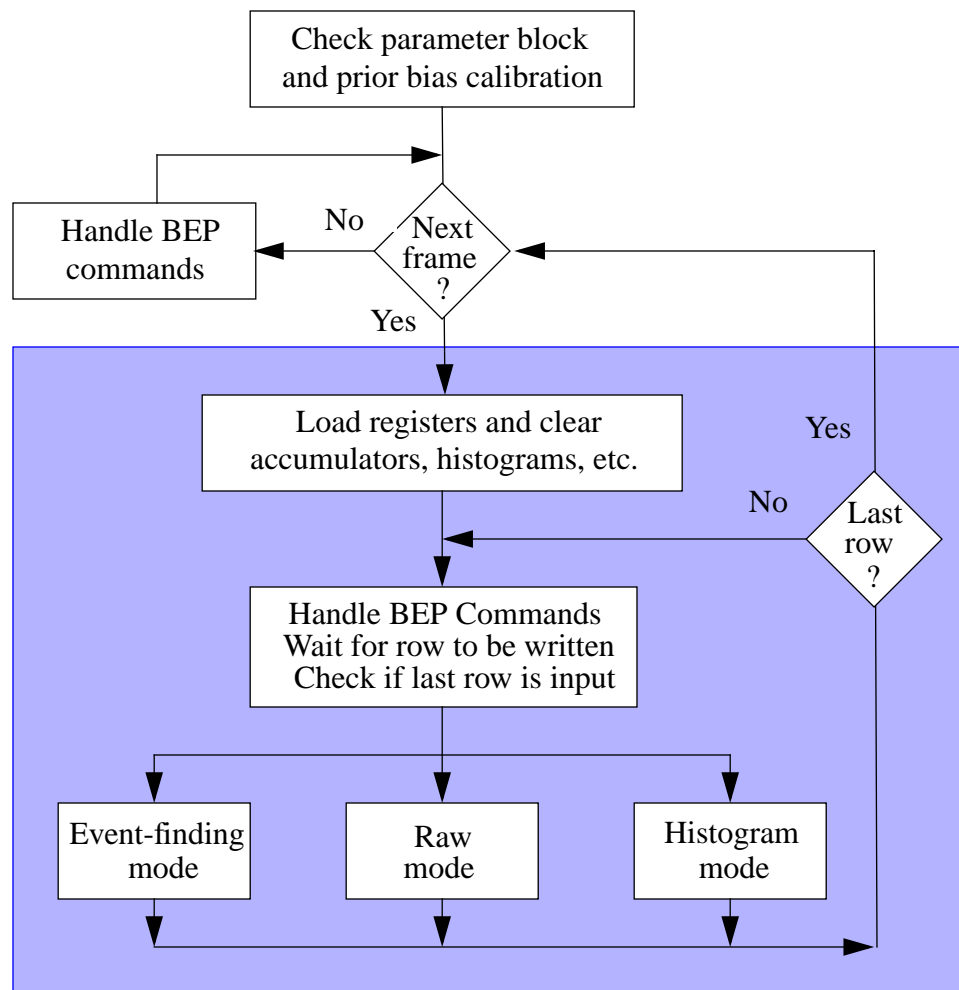 Check parameter block
and prior bias calibration
Handle BEP
commands
No
Next
frame
?
Yes
Load registers and clear
accumulators, histograms, etc.
Yes
No
Last
row
?
Handle BEP Commands
Wait for row to be written
Check if last row is input
Event-finding
mode
Raw
mode
Histogram
mode